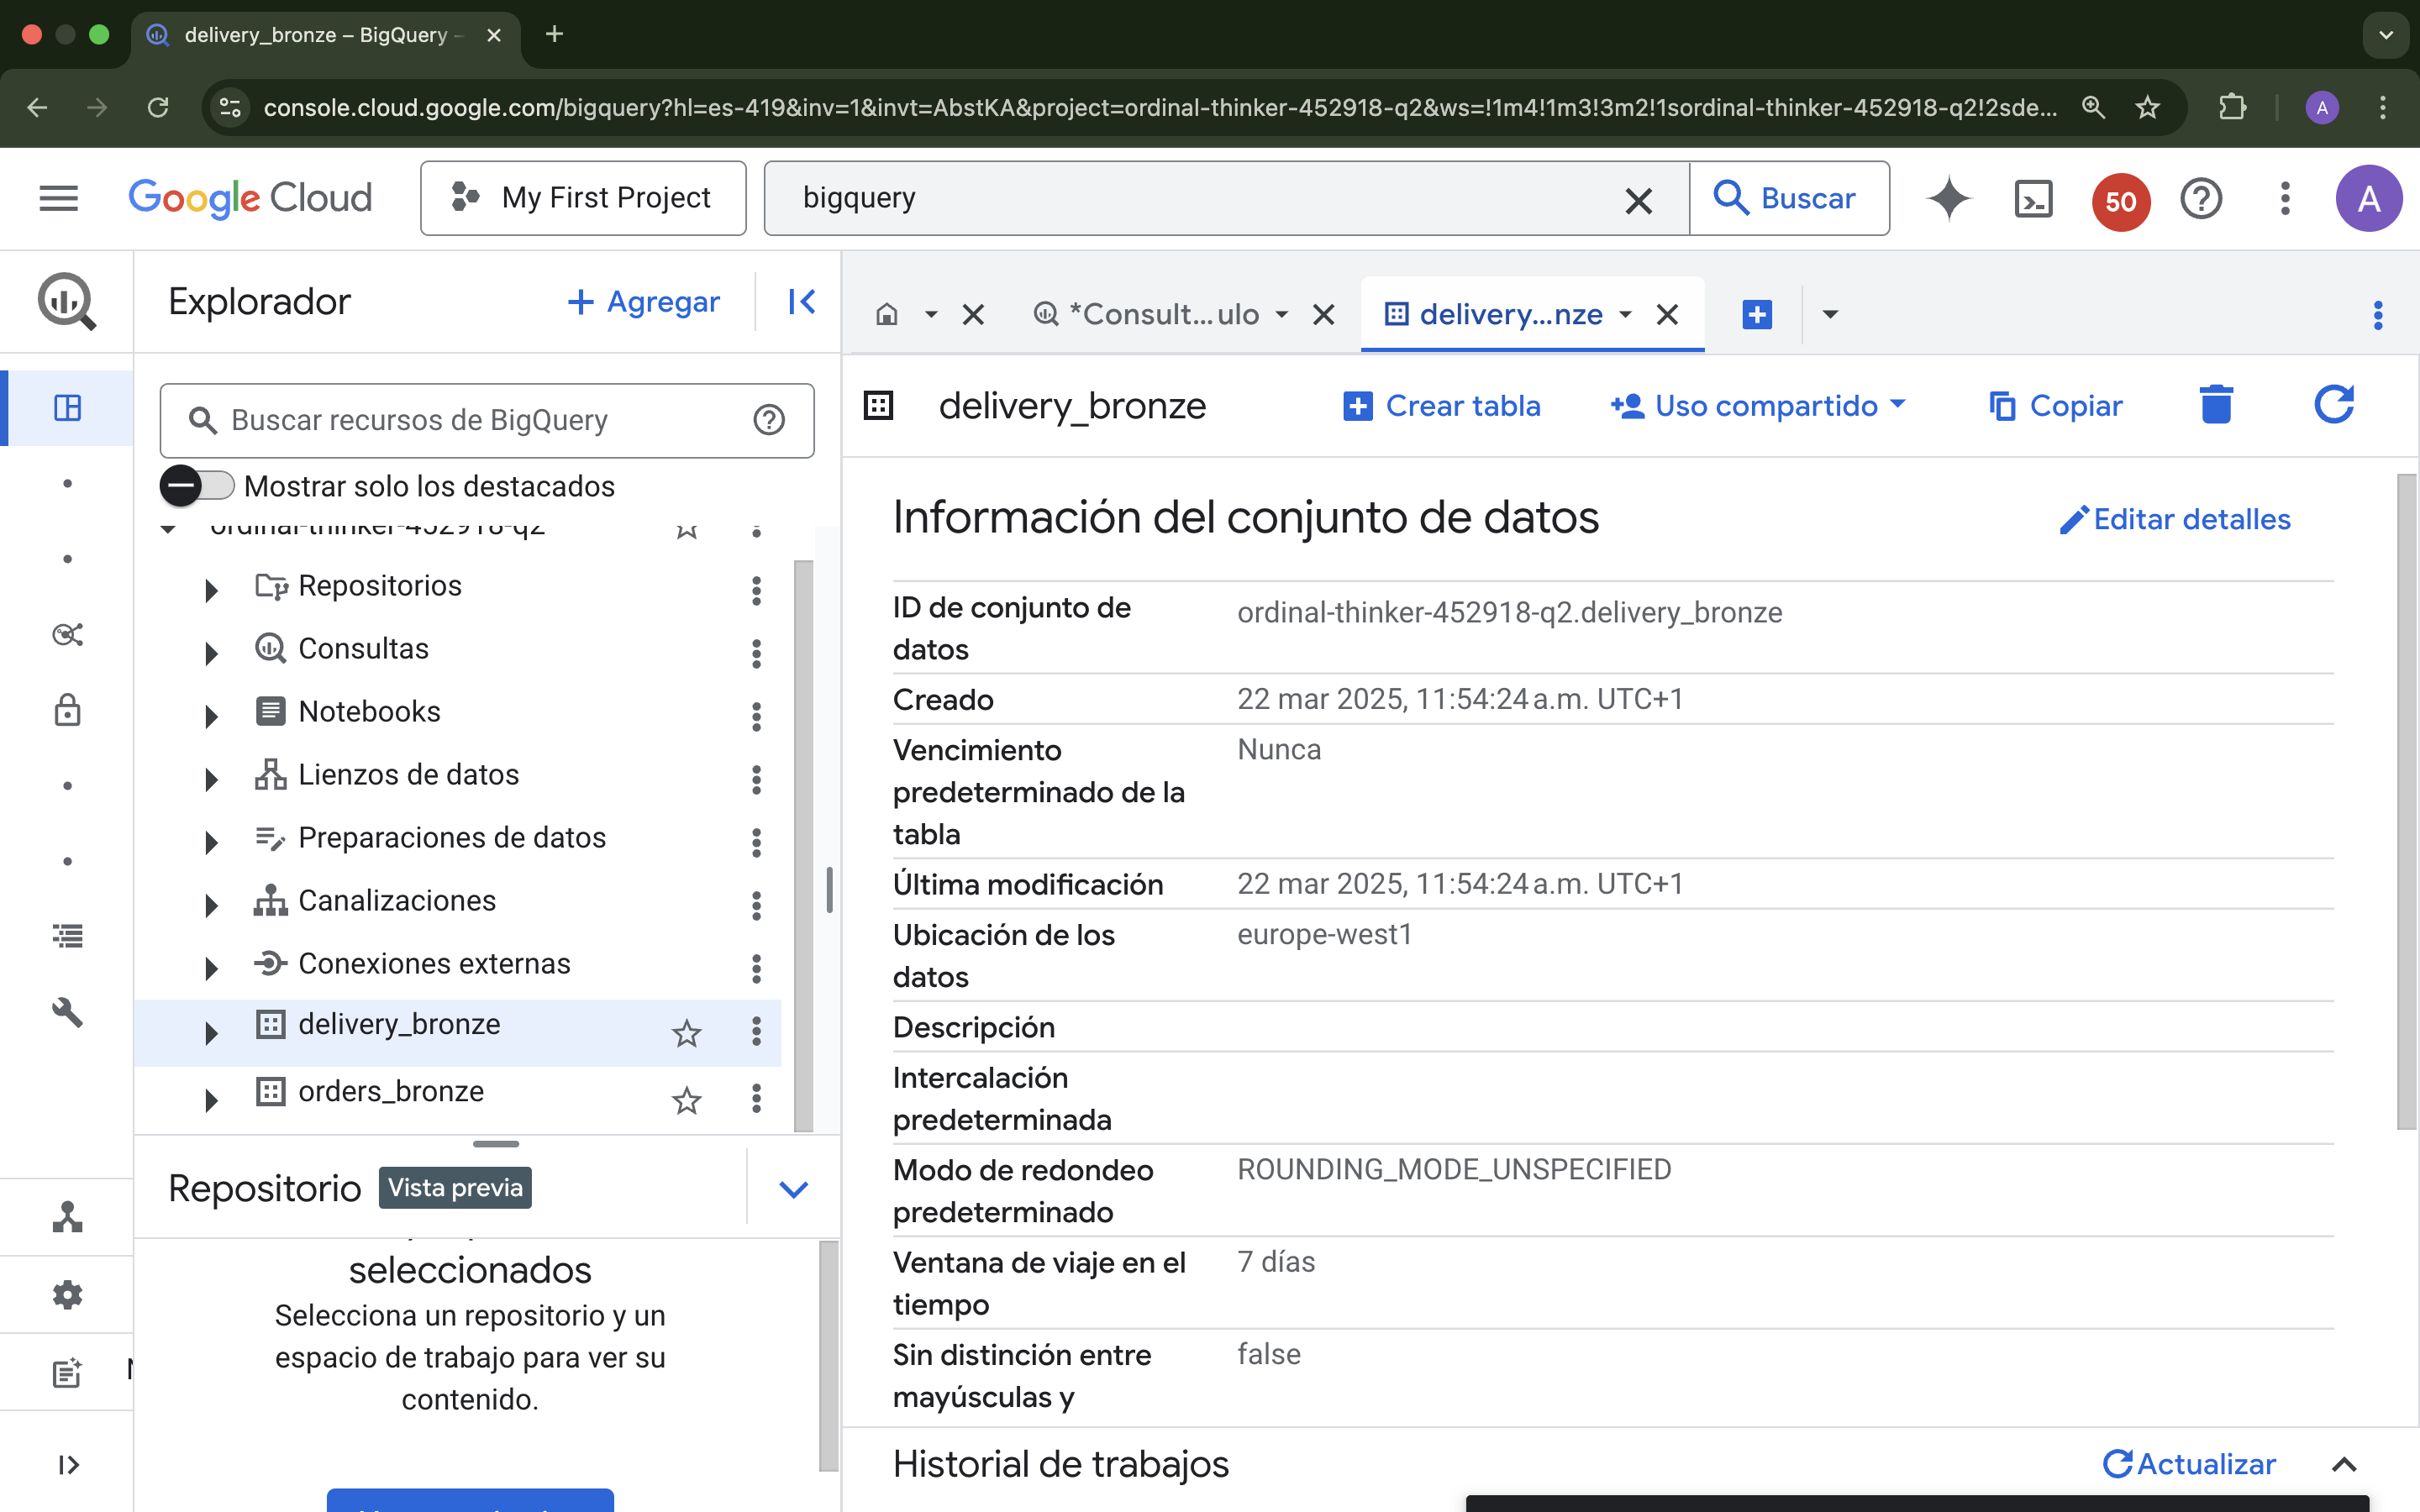 delivery_bronze – BigQuery –
console.cloud.google.com/bigquery?hl=es-419&inv=1&invt=AbstKA&project=ordinal-thinker-452918-q2&ws=!1m4!1m3!3m2!1sordinal-thinker-452918-q2!2sde...
A
Google Cloud
My First Project
bigquery
Buscar
50
A
Explorador
Agregar
*Consult...ulo
delivery...nze
Buscar recursos de BigQuery
delivery_bronze
Crear tabla
Uso compartido
Copiar
Mostrar solo los destacados
ordinal-thinker-452918-q2
Repositorios
Consultas
Notebooks
Lienzos de datos
Preparaciones de datos
Canalizaciones
Conexiones externas
delivery_bronze
orders_bronze
Repositorio
Vista previa
seleccionados
Selecciona un repositorio y un
espacio de trabajo para ver su
contenido.
Información del conjunto de datos
Editar detalles
ID de conjunto de
datos
ordinal-thinker-452918-q2.delivery_bronze
Creado
22 mar 2025, 11:54:24 a.m. UTC+1
Vencimiento
predeterminado de la
tabla
Nunca
Última modificación
22 mar 2025, 11:54:24 a.m. UTC+1
Ubicación de los
datos
europe-west1
Descripción
Intercalación
predeterminada
Modo de redondeo
predeterminado
ROUNDING_MODE_UNSPECIFIED
Ventana de viaje en el
tiempo
7 días
Sin distinción entre
mayúsculas y
false
Historial de trabajos
Actualizar